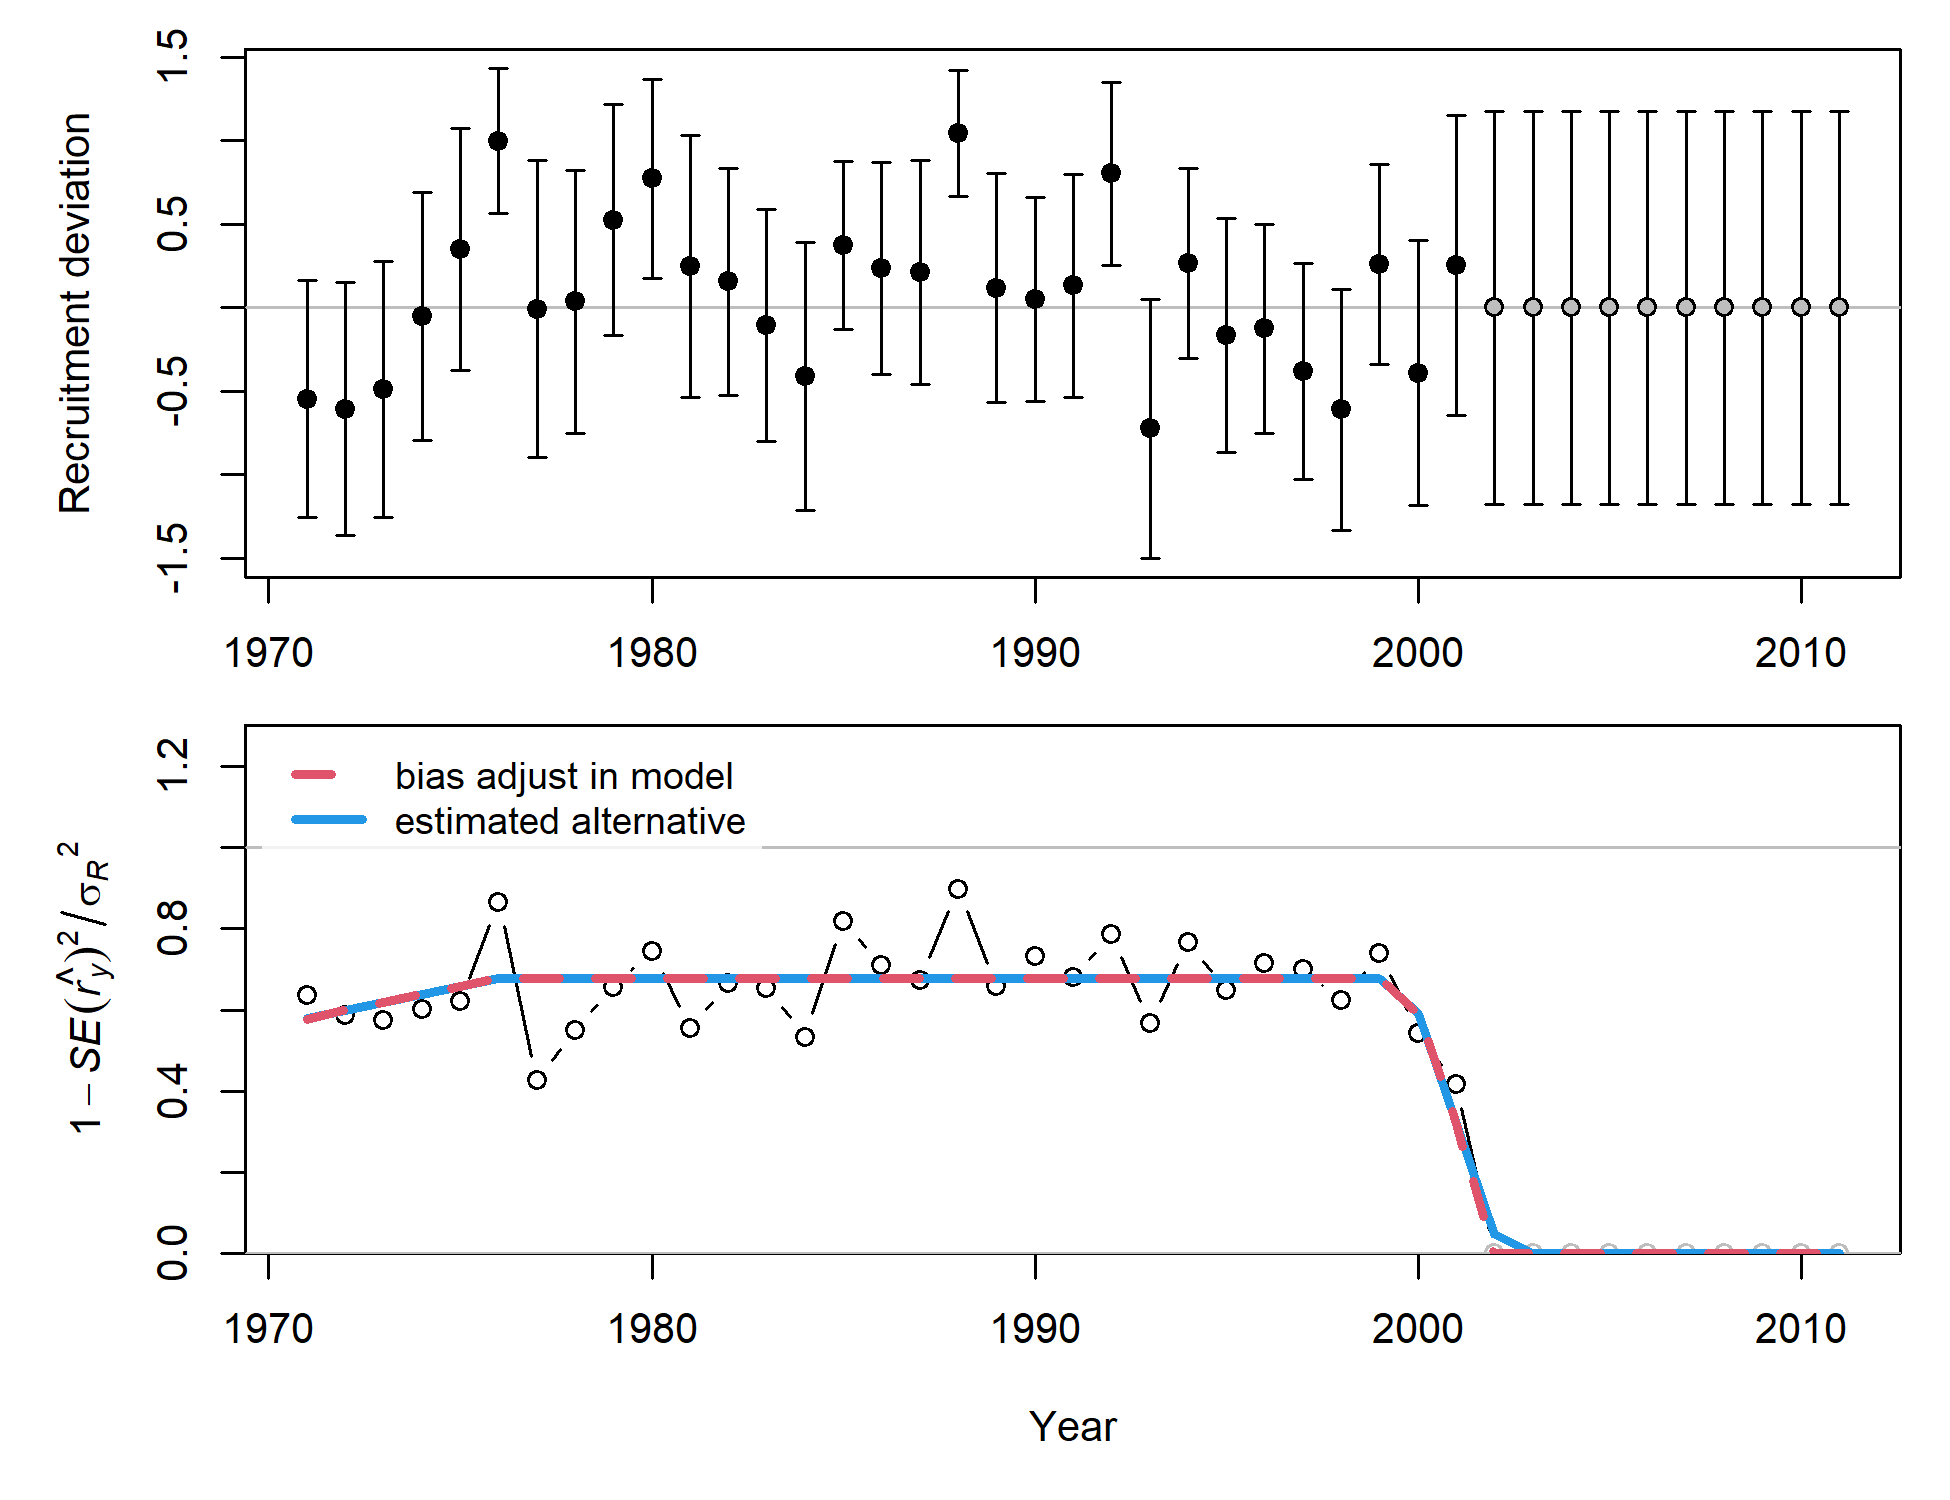 Recruitment deviation
1.5
0.5
-0.5
-1.5
1970 1980 1990 2000 2010
1 − SE(r̂y)² / σR²
1.2
0.8
0.4
0.0
bias adjust in model
estimated alternative
1970 1980 1990 2000 2010
Year